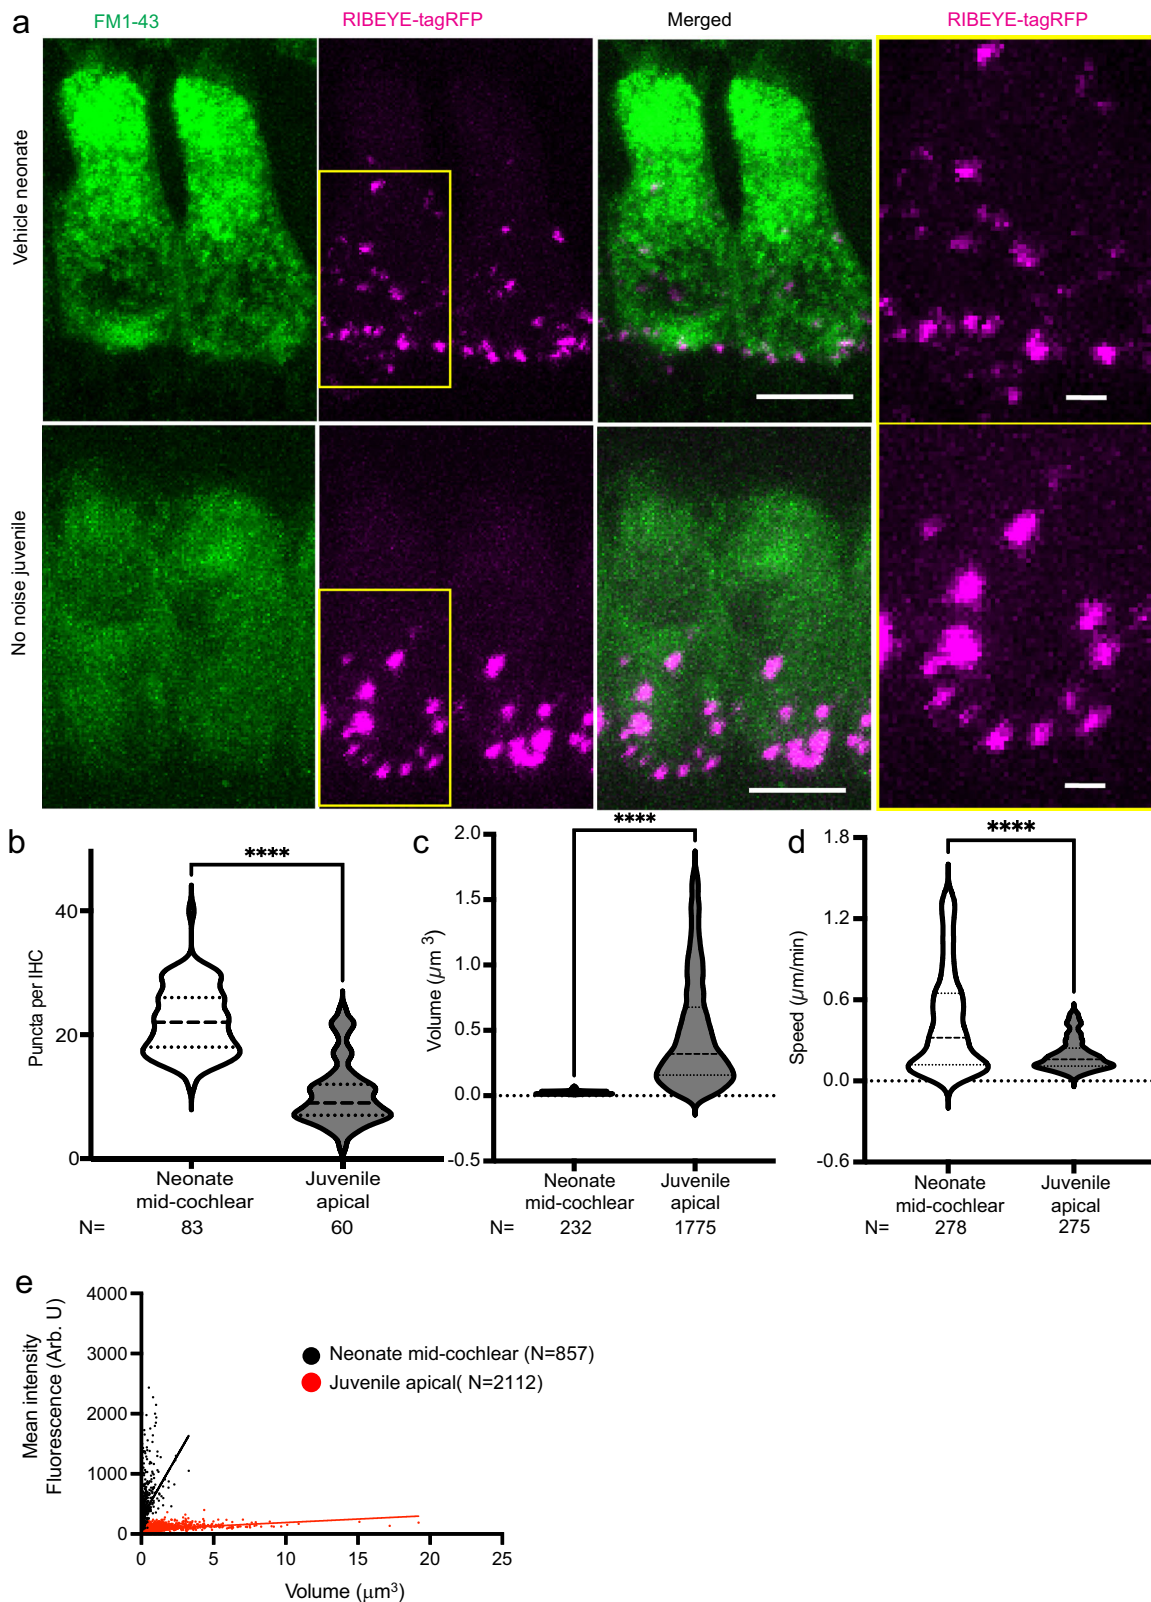 a
FM1-43
RIBEYE-tagRFP
Merged
RIBEYE-tagRFP
Vehicle neonate
No noise juvenile
b
****
Puncta per IHC
40
20
0
Neonate
mid-cochlear
Juvenile
apical
N=
83
60
c
****
Volume (µm 3)
2.0
1.5
1.0
0.5
0.0
-0.5
Neonate
mid-cochlear
Juvenile
apical
N=
232
1775
d
****
Speed (µm/min)
1.8
1.2
0.6
0.0
-0.6
Neonate
mid-cochlear
Juvenile
apical
N=
278
275
e
Mean intensity
Fluorescence (Arb. U)
4000
3000
2000
1000
0
Neonate mid-cochlear (N=857)
Juvenile apical( N=2112)
0 5 10 15 20 25
Volume (µm3)